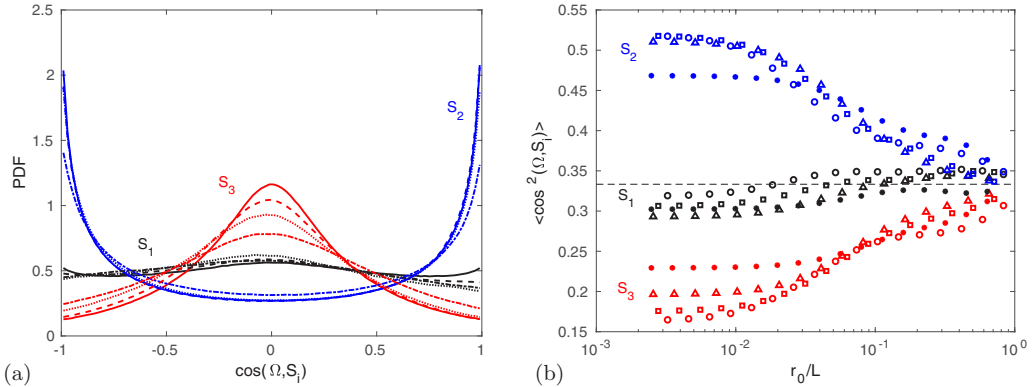 2.5
2
1.5
1
0.5
0
PDF
S3
S1
S2
-1
-0.5
0
0.5
1
cos(Ω,Si)
(a)
0.55
0.5
0.45
0.4
0.35
0.3
0.25
0.2
0.15
<cos 2(Ω,Si)>
S2
S1
S3
10-3
10-2
10-1
100
r0/L
(b)